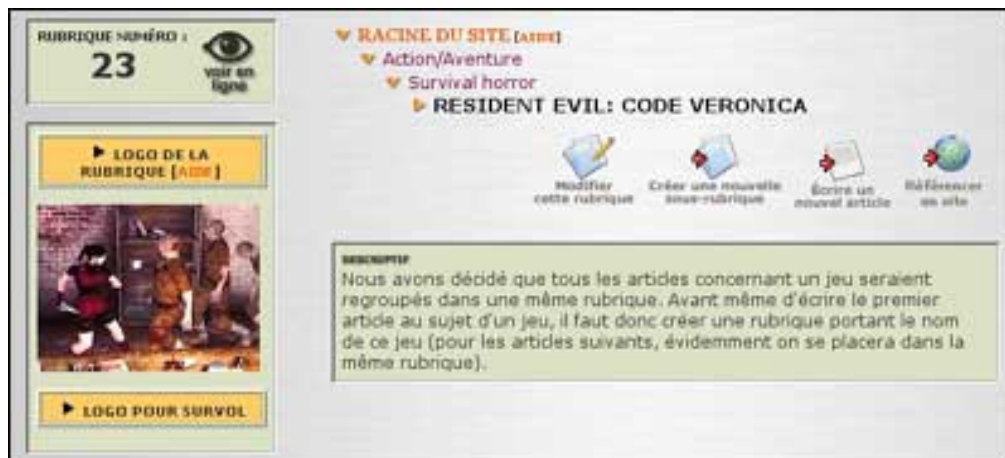 RUBRIQUE NUMÉRO :
23
voir en
ligne
LOGO DE LA
RUBRIQUE [AIDE]
LOGO POUR SURVOL
RACINE DU SITE [AIDE]
Action/Aventure
Survival horror
RESIDENT EVIL: CODE VERONICA
Modifier
cette rubrique
Créer une nouvelle
sous-rubrique
Écrire un
nouvel article
Référencer
un site
DESCRIPTIF
Nous avons décidé que tous les articles concernant un jeu seraient
regroupés dans une même rubrique. Avant même d'écrire le premier
article au sujet d'un jeu, il faut donc créer une rubrique portant le nom
de ce jeu (pour les articles suivants, évidemment on se placera dans la
même rubrique).